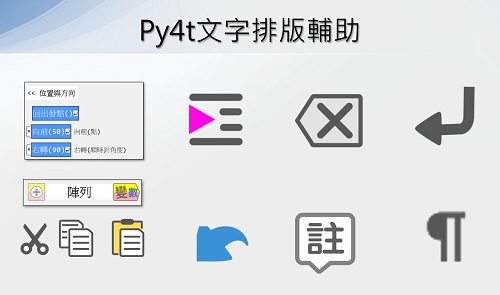 Py4t文字排版輔助
<< 位置與方向
回出發點()
向前(50) 向前(點)
右轉(90) 右轉(順時針角度)
陣列 變數
註